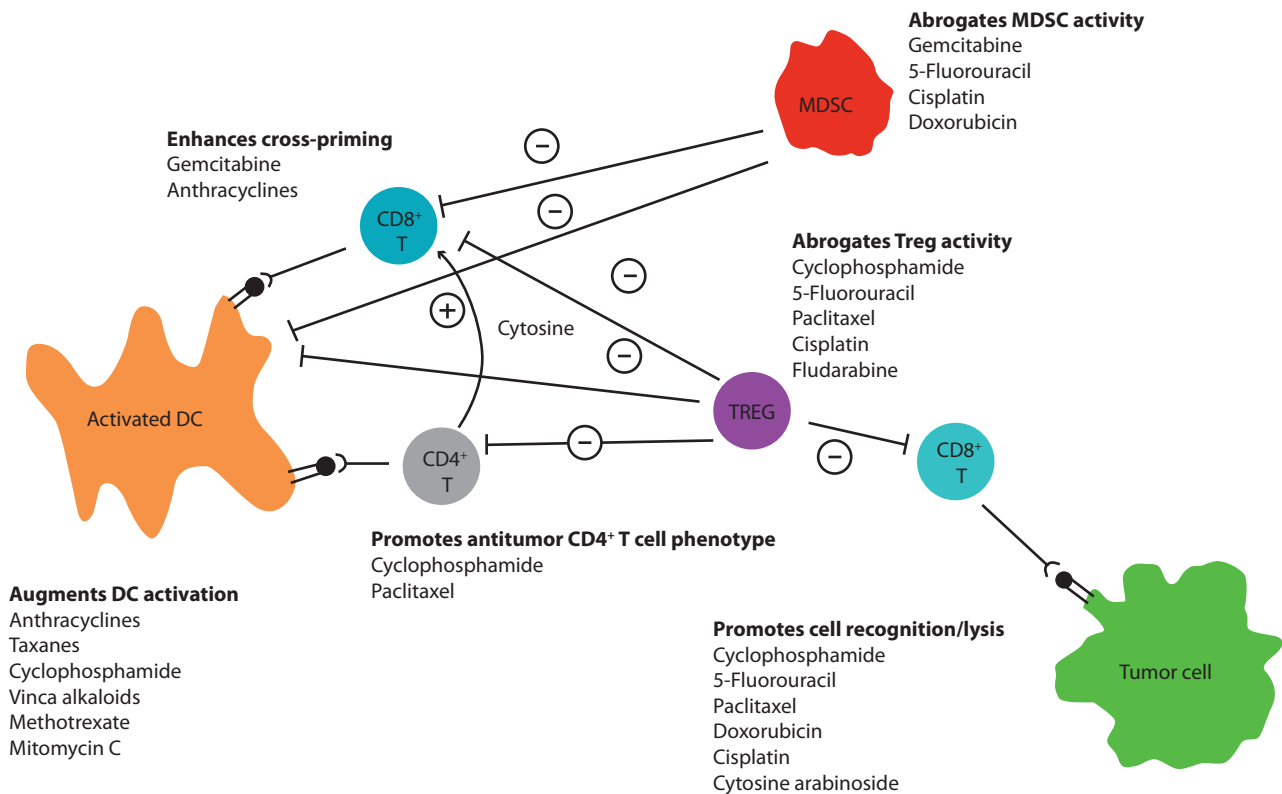 Abrogates MDSC activity
Gemcitabine
5-Fluorouracil
Cisplatin
Doxorubicin
MDSC
Enhances cross-priming
Gemcitabine
Anthracyclines
−
−
CD8⁺
T
Abrogates Treg activity
Cyclophosphamide
5-Fluorouracil
Paclitaxel
Cisplatin
Fludarabine
−
+
Cytosine
−
Activated DC
TREG
−
−
CD4⁺
T
CD8⁺
T
Promotes antitumor CD4⁺ T cell phenotype
Cyclophosphamide
Paclitaxel
Augments DC activation
Anthracyclines
Taxanes
Cyclophosphamide
Vinca alkaloids
Methotrexate
Mitomycin C
Promotes cell recognition/lysis
Cyclophosphamide
5-Fluorouracil
Paclitaxel
Doxorubicin
Cisplatin
Cytosine arabinoside
Tumor cell